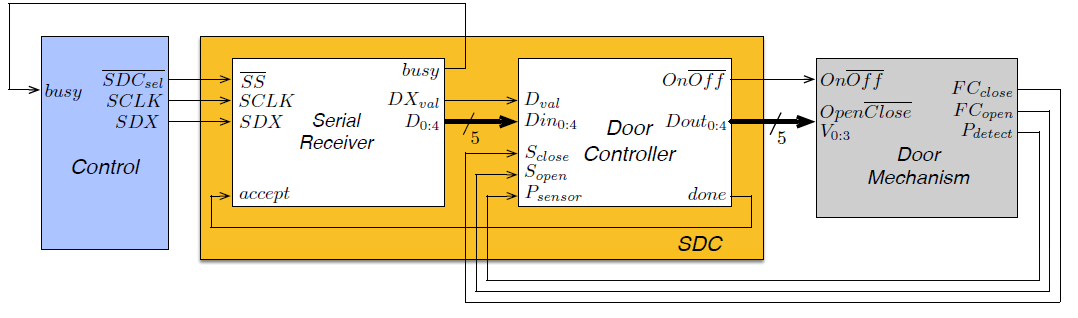 busy
SDC_sel
SCLK
SDX
Control
SS
SCLK
SDX
Serial
Receiver
accept
busy
DX_val
D_0:4
5
D_val
Din_0:4
S_close
S_open
P_sensor
Door
Controller
OnOff
Dout_0:4
done
SDC
5
OnOff
OpenClose
V_0:3
FC_close
FC_open
P_detect
Door
Mechanism